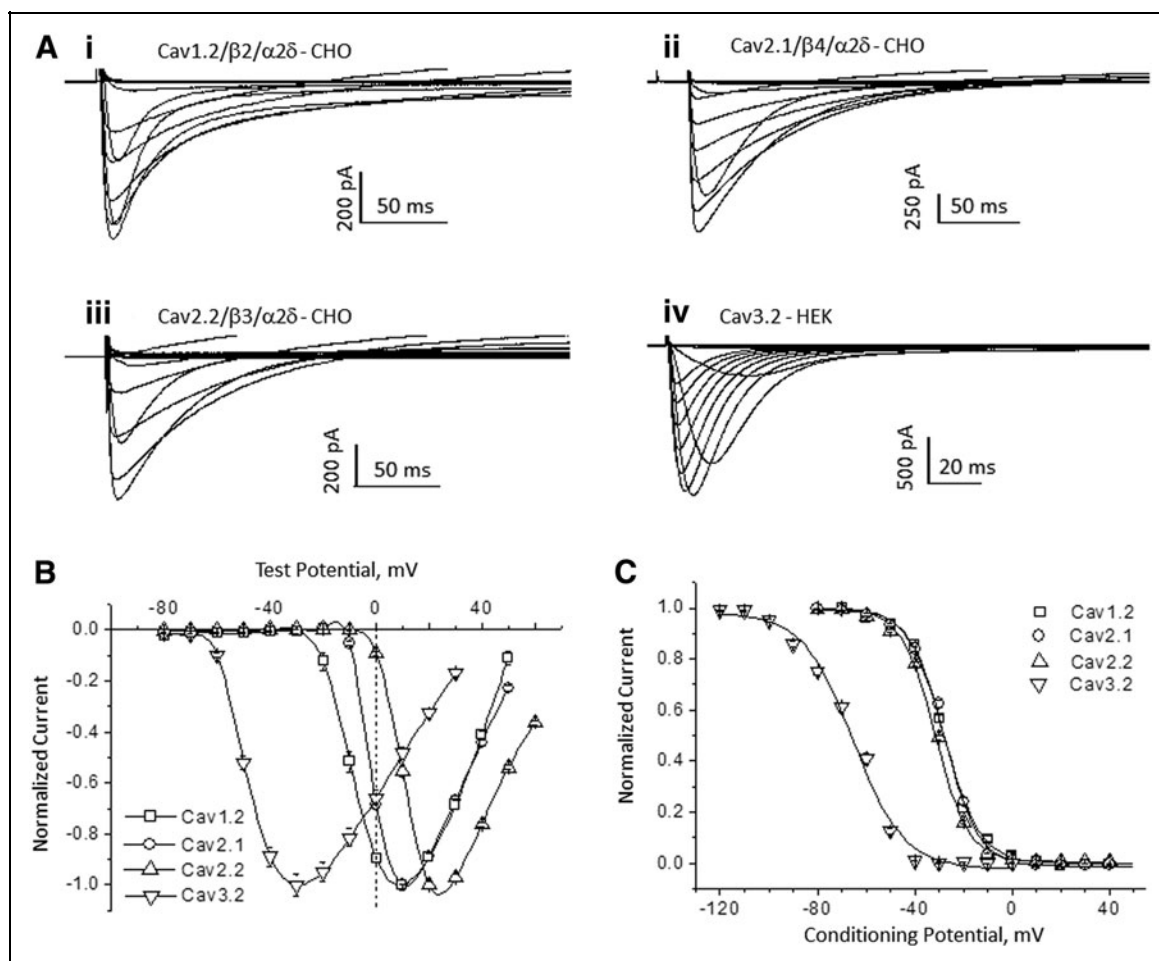 A
i
Cav1.2/β2/α2δ - CHO
200 pA
50 ms
ii
Cav2.1/β4/α2δ - CHO
250 pA
50 ms
iii
Cav2.2/β3/α2δ - CHO
200 pA
50 ms
iv
Cav3.2 - HEK
500 pA
20 ms
B
Test Potential, mV
-80 -40 0 40
0.0
-0.2
-0.4
-0.6
-0.8
-1.0
Normalized Current
Cav1.2
Cav2.1
Cav2.2
Cav3.2
C
1.0
0.8
0.6
0.4
0.2
0.0
Normalized Current
Cav1.2
Cav2.1
Cav2.2
Cav3.2
-120 -80 -40 0 40
Conditioning Potential, mV